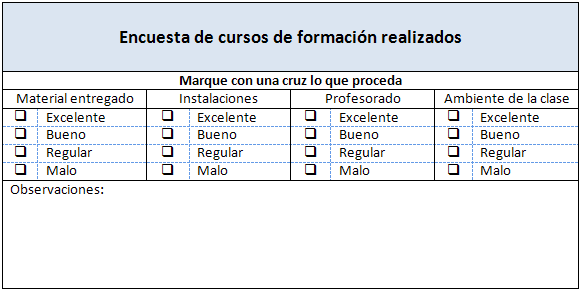 Encuesta de cursos de formación realizados
Marque con una cruz lo que proceda
Material entregado Instalaciones Profesorado Ambiente de la clase
❑ Excelente ❑ Excelente ❑ Excelente ❑ Excelente
❑ Bueno ❑ Bueno ❑ Bueno ❑ Bueno
❑ Regular ❑ Regular ❑ Regular ❑ Regular
❑ Malo ❑ Malo ❑ Malo ❑ Malo
Observaciones: